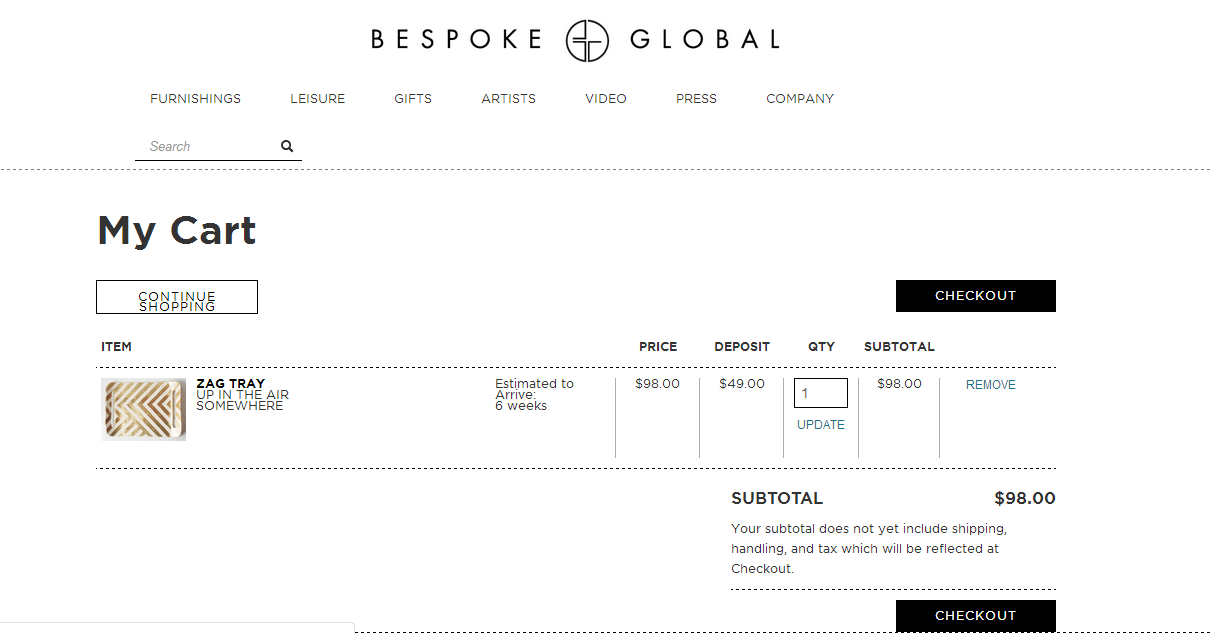 BESPOKE GLOBAL
FURNISHINGS LEISURE GIFTS ARTISTS VIDEO PRESS COMPANY
Search
My Cart
CONTINUE
SHOPPING
CHECKOUT
ITEM PRICE DEPOSIT QTY SUBTOTAL
ZAG TRAY
UP IN THE AIR
SOMEWHERE
Estimated to
Arrive:
6 weeks
$98.00 $49.00 1 $98.00 REMOVE
UPDATE
SUBTOTAL $98.00
Your subtotal does not yet include shipping,
handling, and tax which will be reflected at
Checkout.
CHECKOUT